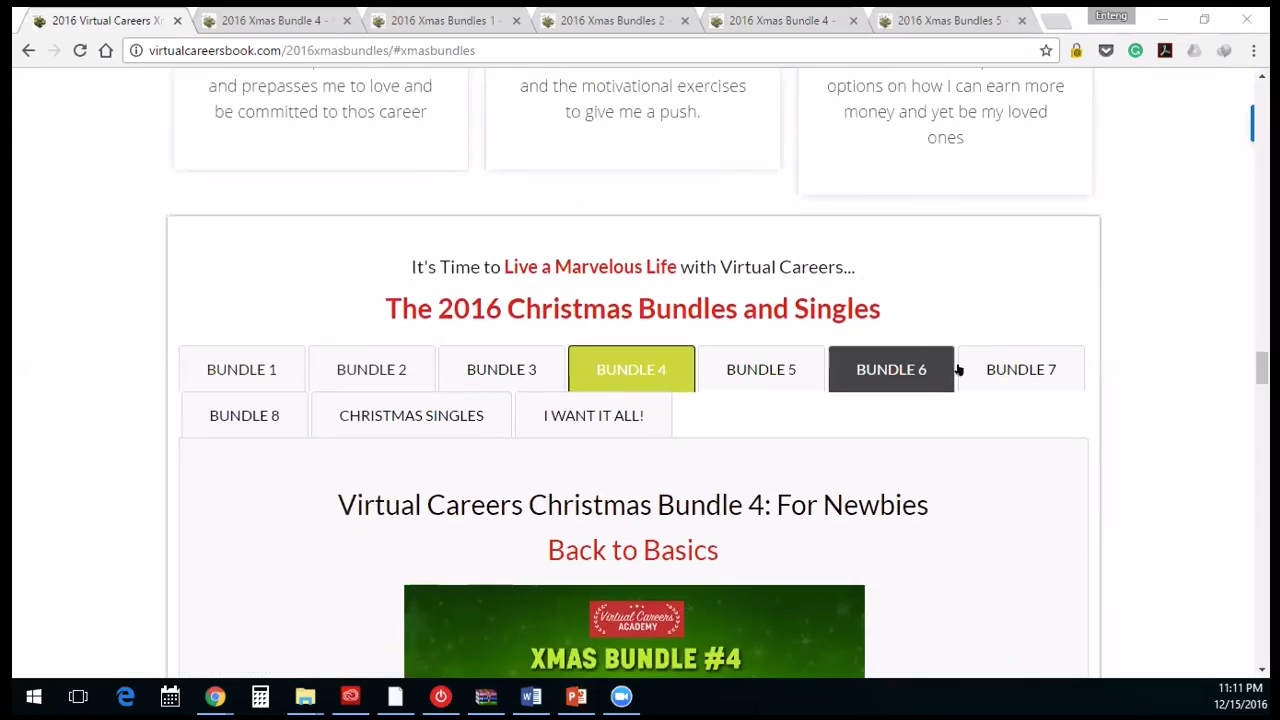 2016 Virtual Careers X
2016 Xmas Bundle 4 -
2016 Xmas Bundles 1 -
2016 Xmas Bundles 2 -
2016 Xmas Bundle 4 -
2016 Xmas Bundles 5 -
Enteng
virtualcareersbook.com/2016xmasbundles/#xmasbundles
and prepasses me to love and
be committed to thos career
and the motivational exercises
to give me a push.
options on how I can earn more
money and yet be my loved
ones
It's Time to Live a Marvelous Life with Virtual Careers...
The 2016 Christmas Bundles and Singles
BUNDLE 1
BUNDLE 2
BUNDLE 3
BUNDLE 4
BUNDLE 5
BUNDLE 6
BUNDLE 7
BUNDLE 8
CHRISTMAS SINGLES
I WANT IT ALL!
Virtual Careers Christmas Bundle 4: For Newbies
Back to Basics
Virtual Careers
ACADEMY
XMAS BUNDLE #4
11:11 PM
12/15/2016